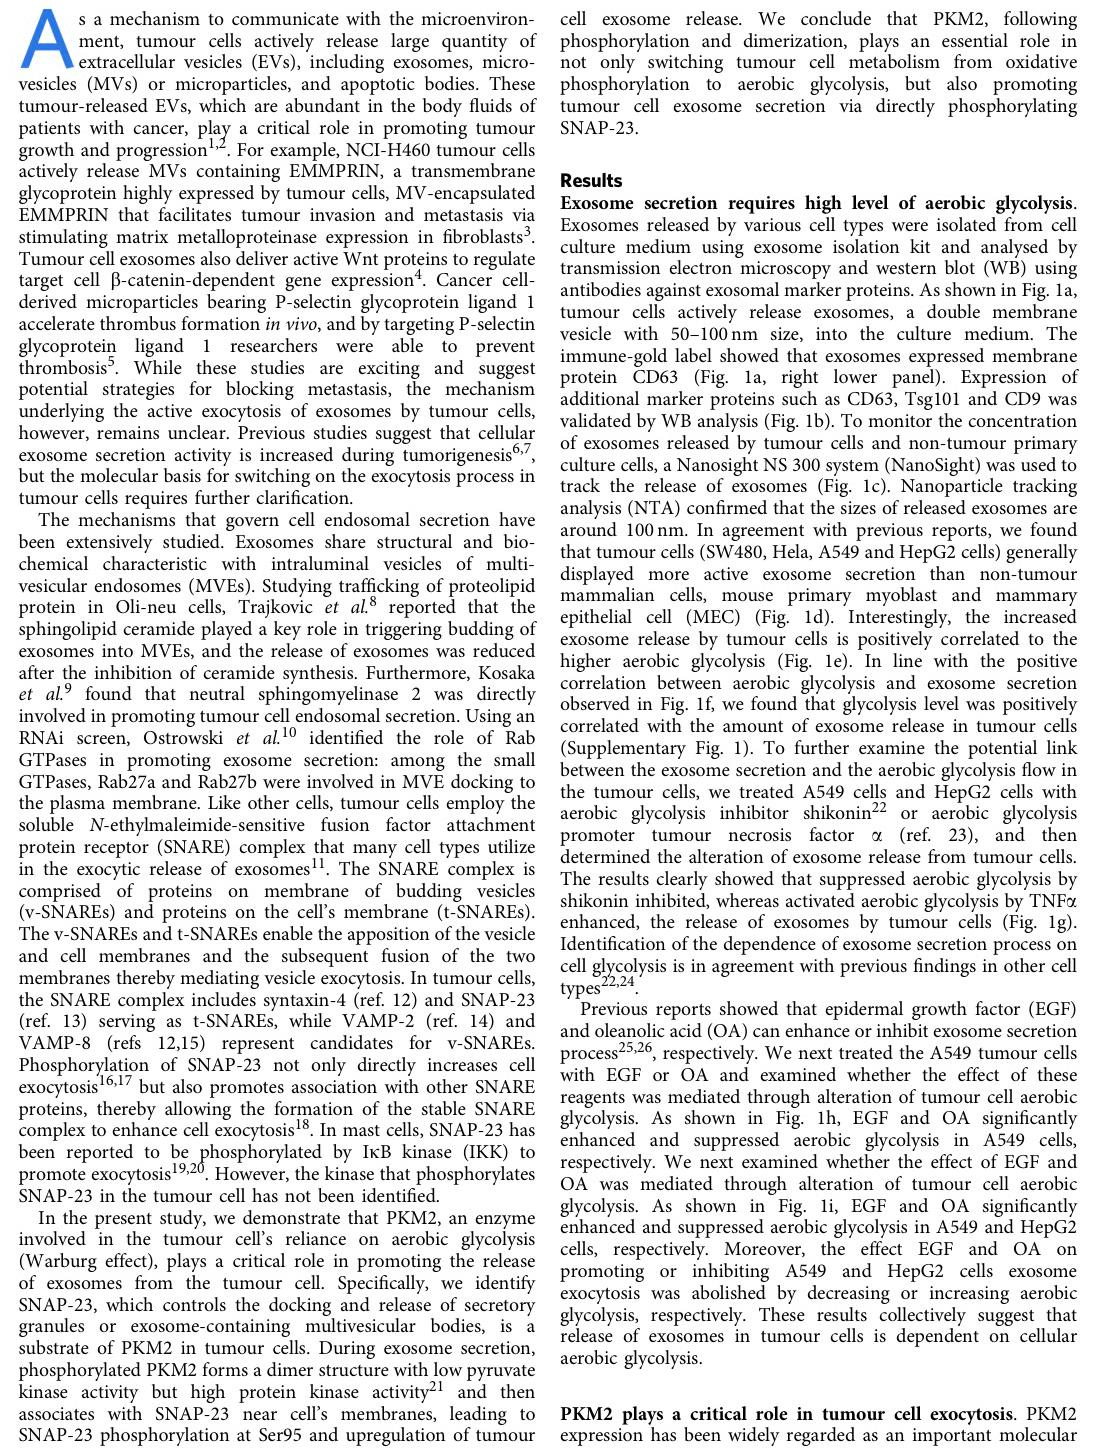 As a mechanism to communicate with the microenviron-
ment, tumour cells actively release large quantity of
extracellular vesicles (EVs), including exosomes, micro-
vesicles (MVs) or microparticles, and apoptotic bodies. These
tumour-released EVs, which are abundant in the body fluids of
patients with cancer, play a critical role in promoting tumour
growth and progression1,2. For example, NCI-H460 tumour cells
actively release MVs containing EMMPRIN, a transmembrane
glycoprotein highly expressed by tumour cells, MV-encapsulated
EMMPRIN that facilitates tumour invasion and metastasis via
stimulating matrix metalloproteinase expression in fibroblasts3.
Tumour cell exosomes also deliver active Wnt proteins to regulate
target cell β-catenin-dependent gene expression4. Cancer cell-
derived microparticles bearing P-selectin glycoprotein ligand 1
accelerate thrombus formation in vivo, and by targeting P-selectin
glycoprotein ligand 1 researchers were able to prevent
thrombosis5. While these studies are exciting and suggest
potential strategies for blocking metastasis, the mechanism
underlying the active exocytosis of exosomes by tumour cells,
however, remains unclear. Previous studies suggest that cellular
exosome secretion activity is increased during tumorigenesis6,7,
but the molecular basis for switching on the exocytosis process in
tumour cells requires further clarification.
The mechanisms that govern cell endosomal secretion have
been extensively studied. Exosomes share structural and bio-
chemical characteristic with intraluminal vesicles of multi-
vesicular endosomes (MVEs). Studying trafficking of proteolipid
protein in Oli-neu cells, Trajkovic et al.8 reported that the
sphingolipid ceramide played a key role in triggering budding of
exosomes into MVEs, and the release of exosomes was reduced
after the inhibition of ceramide synthesis. Furthermore, Kosaka
et al.9 found that neutral sphingomyelinase 2 was directly
involved in promoting tumour cell endosomal secretion. Using an
RNAi screen, Ostrowski et al.10 identified the role of Rab
GTPases in promoting exosome secretion: among the small
GTPases, Rab27a and Rab27b were involved in MVE docking to
the plasma membrane. Like other cells, tumour cells employ the
soluble N-ethylmaleimide-sensitive fusion factor attachment
protein receptor (SNARE) complex that many cell types utilize
in the exocytic release of exosomes11. The SNARE complex is
comprised of proteins on membrane of budding vesicles
(v-SNAREs) and proteins on the cell's membrane (t-SNAREs).
The v-SNAREs and t-SNAREs enable the apposition of the vesicle
and cell membranes and the subsequent fusion of the two
membranes thereby mediating vesicle exocytosis. In tumour cells,
the SNARE complex includes syntaxin-4 (ref. 12) and SNAP-23
(ref. 13) serving as t-SNAREs, while VAMP-2 (ref. 14) and
VAMP-8 (refs 12,15) represent candidates for v-SNAREs.
Phosphorylation of SNAP-23 not only directly increases cell
exocytosis16,17 but also promotes association with other SNARE
proteins, thereby allowing the formation of the stable SNARE
complex to enhance cell exocytosis18. In mast cells, SNAP-23 has
been reported to be phosphorylated by IκB kinase (IKK) to
promote exocytosis19,20. However, the kinase that phosphorylates
SNAP-23 in the tumour cell has not been identified.
In the present study, we demonstrate that PKM2, an enzyme
involved in the tumour cell's reliance on aerobic glycolysis
(Warburg effect), plays a critical role in promoting the release
of exosomes from the tumour cell. Specifically, we identify
SNAP-23, which controls the docking and release of secretory
granules or exosome-containing multivesicular bodies, is a
substrate of PKM2 in tumour cells. During exosome secretion,
phosphorylated PKM2 forms a dimer structure with low pyruvate
kinase activity but high protein kinase activity21 and then
associates with SNAP-23 near cell's membranes, leading to
SNAP-23 phosphorylation at Ser95 and upregulation of tumour
cell exosome release. We conclude that PKM2, following
phosphorylation and dimerization, plays an essential role in
not only switching tumour cell metabolism from oxidative
phosphorylation to aerobic glycolysis, but also promoting
tumour cell exosome secretion via directly phosphorylating
SNAP-23.
Results
Exosome secretion requires high level of aerobic glycolysis.
Exosomes released by various cell types were isolated from cell
culture medium using exosome isolation kit and analysed by
transmission electron microscopy and western blot (WB) using
antibodies against exosomal marker proteins. As shown in Fig. 1a,
tumour cells actively release exosomes, a double membrane
vesicle with 50–100 nm size, into the culture medium. The
immune-gold label showed that exosomes expressed membrane
protein CD63 (Fig. 1a, right lower panel). Expression of
additional marker proteins such as CD63, Tsg101 and CD9 was
validated by WB analysis (Fig. 1b). To monitor the concentration
of exosomes released by tumour cells and non-tumour primary
culture cells, a Nanosight NS 300 system (NanoSight) was used to
track the release of exosomes (Fig. 1c). Nanoparticle tracking
analysis (NTA) confirmed that the sizes of released exosomes are
around 100 nm. In agreement with previous reports, we found
that tumour cells (SW480, Hela, A549 and HepG2 cells) generally
displayed more active exosome secretion than non-tumour
mammalian cells, mouse primary myoblast and mammary
epithelial cell (MEC) (Fig. 1d). Interestingly, the increased
exosome release by tumour cells is positively correlated to the
higher aerobic glycolysis (Fig. 1e). In line with the positive
correlation between aerobic glycolysis and exosome secretion
observed in Fig. 1f, we found that glycolysis level was positively
correlated with the amount of exosome release in tumour cells
(Supplementary Fig. 1). To further examine the potential link
between the exosome secretion and the aerobic glycolysis flow in
the tumour cells, we treated A549 cells and HepG2 cells with
aerobic glycolysis inhibitor shikonin22 or aerobic glycolysis
promoter tumour necrosis factor α (ref. 23), and then
determined the alteration of exosome release from tumour cells.
The results clearly showed that suppressed aerobic glycolysis by
shikonin inhibited, whereas activated aerobic glycolysis by TNFα
enhanced, the release of exosomes by tumour cells (Fig. 1g).
Identification of the dependence of exosome secretion process on
cell glycolysis is in agreement with previous findings in other cell
types22,24.
Previous reports showed that epidermal growth factor (EGF)
and oleanolic acid (OA) can enhance or inhibit exosome secretion
process25,26, respectively. We next treated the A549 tumour cells
with EGF or OA and examined whether the effect of these
reagents was mediated through alteration of tumour cell aerobic
glycolysis. As shown in Fig. 1h, EGF and OA significantly
enhanced and suppressed aerobic glycolysis in A549 cells,
respectively. We next examined whether the effect of EGF and
OA was mediated through alteration of tumour cell aerobic
glycolysis. As shown in Fig. 1i, EGF and OA significantly
enhanced and suppressed aerobic glycolysis in A549 and HepG2
cells, respectively. Moreover, the effect EGF and OA on
promoting or inhibiting A549 and HepG2 cells exosome
exocytosis was abolished by decreasing or increasing aerobic
glycolysis, respectively. These results collectively suggest that
release of exosomes in tumour cells is dependent on cellular
aerobic glycolysis.
PKM2 plays a critical role in tumour cell exocytosis. PKM2
expression has been widely regarded as an important molecular